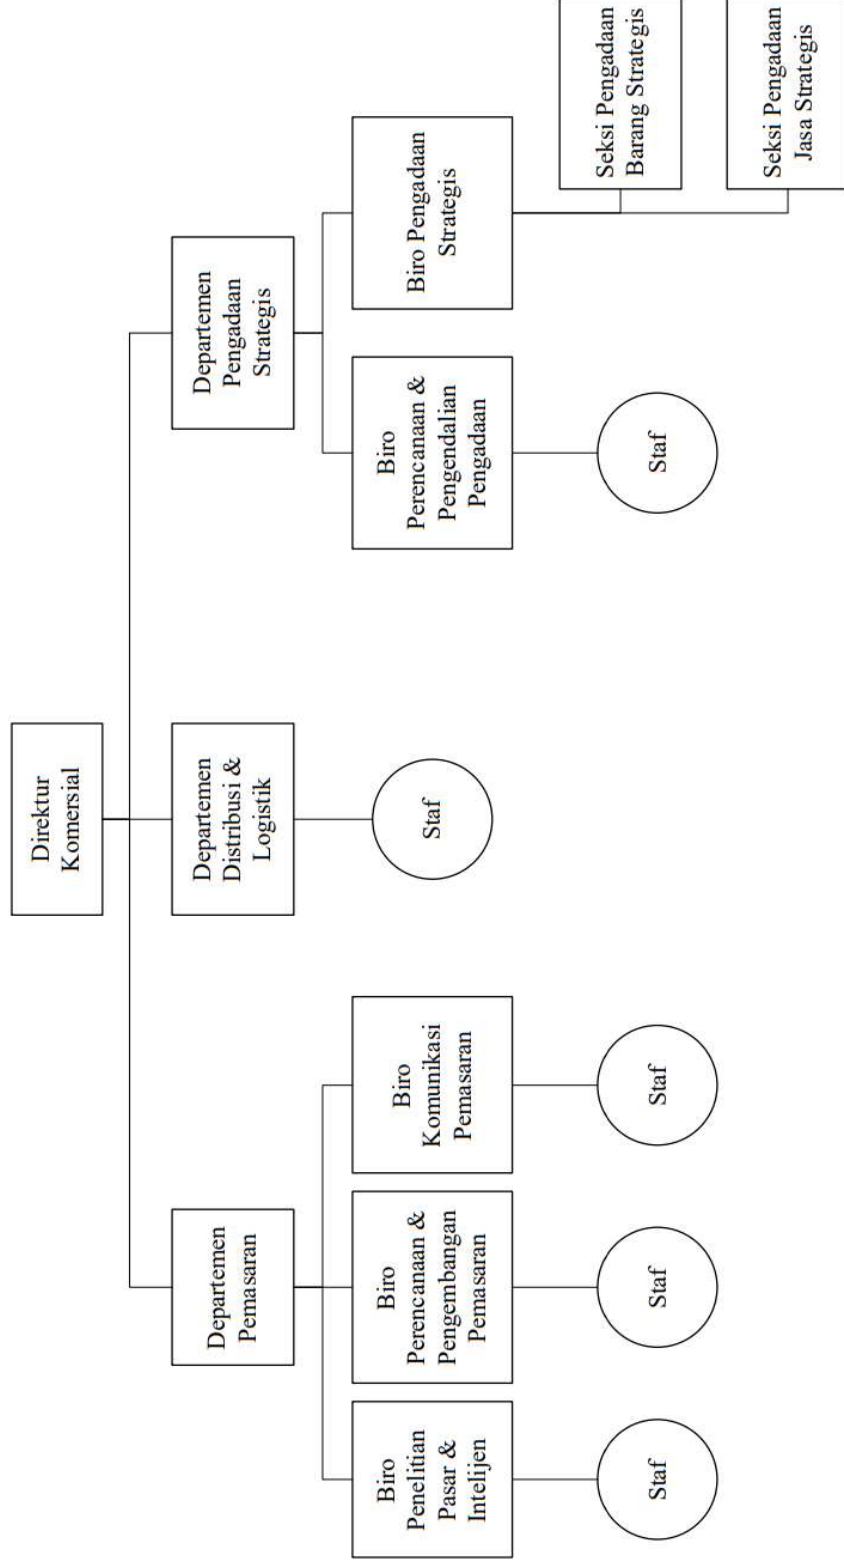 Direktur
Komersial
Departemen
Pemasaran
Departemen
Distribusi &
Logistik
Departemen
Pengadaan
Strategis
Biro
Penelitian
Pasar &
Intelijen
Biro
Perencanaan &
Pengembangan
Pemasaran
Biro
Komunikasi
Pemasaran
Staf
Biro
Perencanaan &
Pengendalian
Pengadaan
Biro Pengadaan
Strategis
Staf
Staf
Staf
Staf
Seksi Pengadaan
Barang Strategis
Seksi Pengadaan
Jasa Strategis